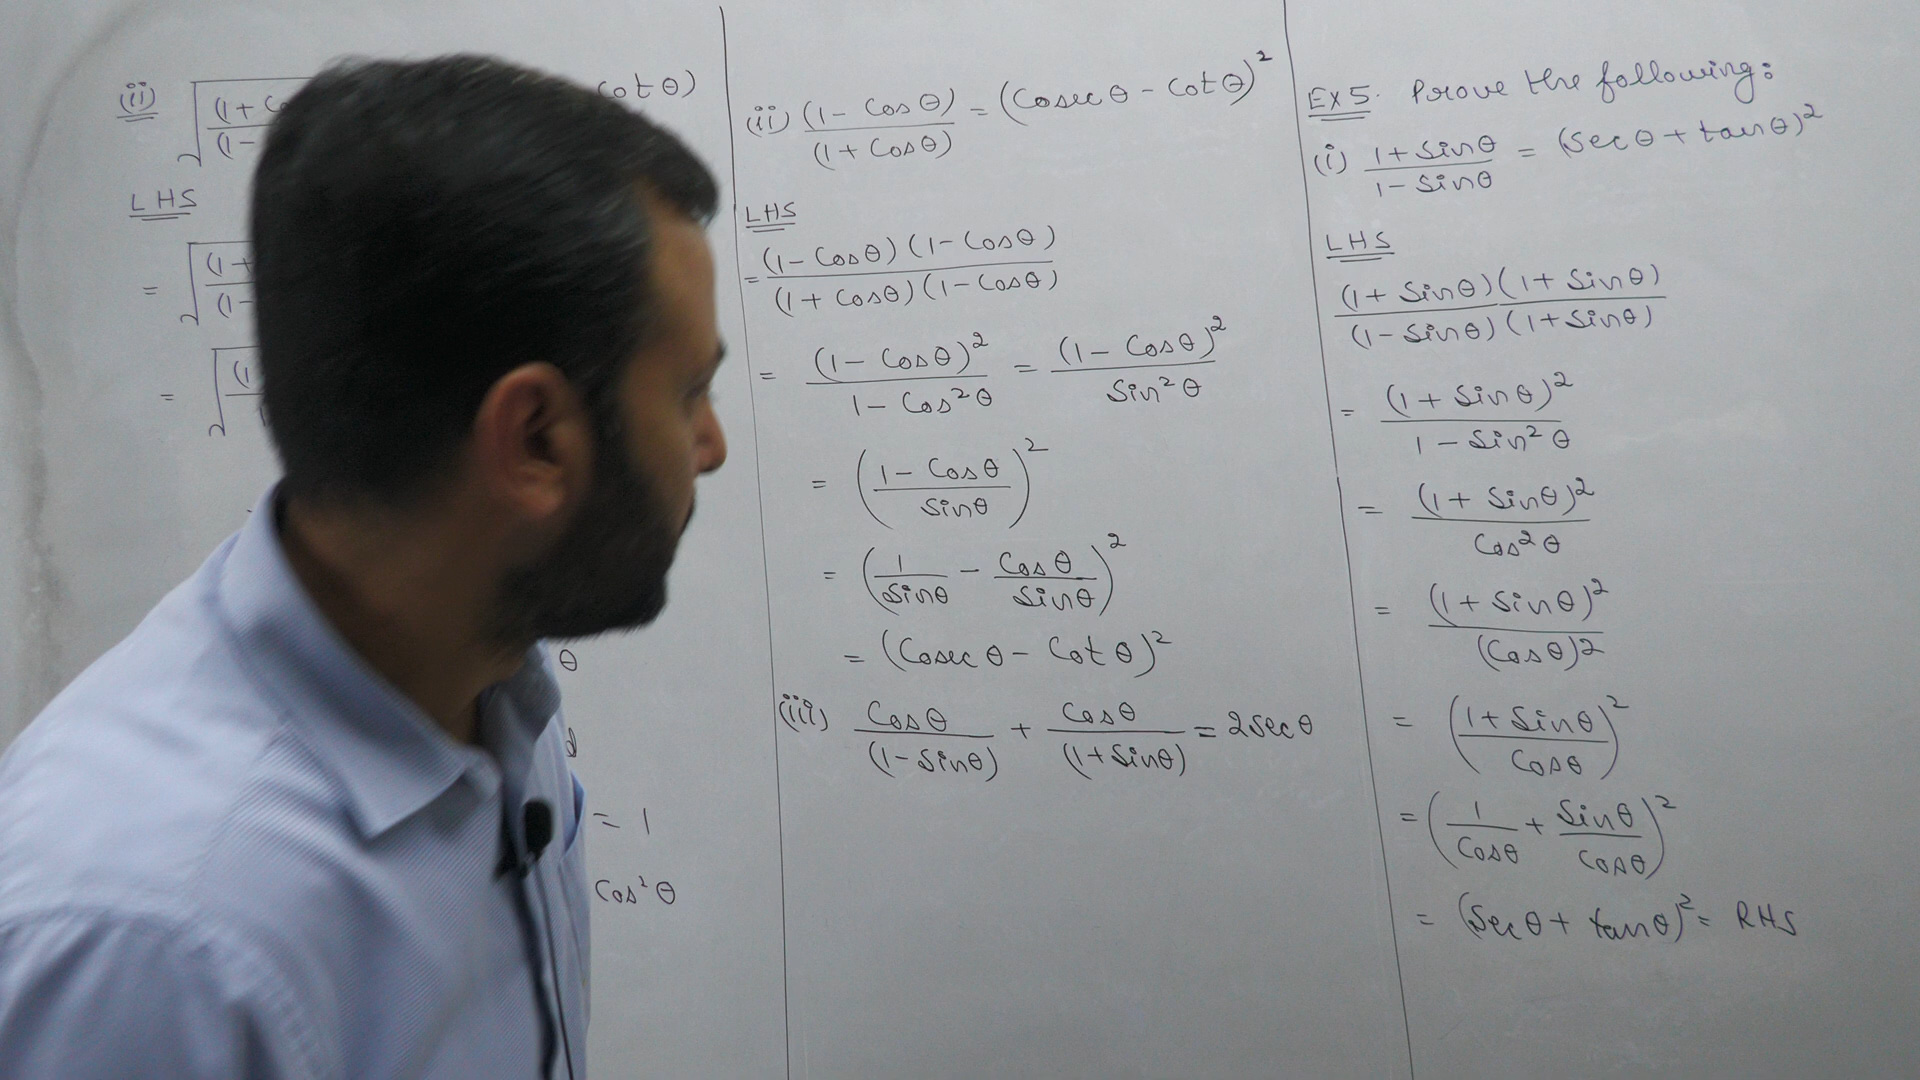 (ii) √((1 + C
(1 -
cot θ)
LHS
= √((1 +
(1 -
= √((1
θ
= 1
Cos² θ
(ii) (1 - Cos θ) / (1 + Cos θ) = (Cosec θ - Cot θ)²
LHS
= (1 - Cos θ) (1 - Cos θ) / (1 + Cos θ) (1 - Cos θ)
= (1 - Cos θ)² / 1 - Cos² θ = (1 - Cos θ)² / Sin² θ
= (1 - Cos θ / Sin θ)²
= (1 / Sin θ - Cos θ / Sin θ)²
= (Cosec θ - Cot θ)²
(iii) Cos θ / (1 - Sin θ) + Cos θ / (1 + Sin θ) = 2 Sec θ
EX 5. Prove the following:
(i) 1 + Sin θ / 1 - Sin θ = (Sec θ + tan θ)²
LHS
(1 + Sin θ) (1 + Sin θ) / (1 - Sin θ) (1 + Sin θ)
= (1 + Sin θ)² / 1 - Sin² θ
= (1 + Sin θ)² / Cos² θ
= (1 + Sin θ)² / (Cos θ)2
= (1 + Sin θ / Cos θ)²
= (1 / Cos θ + Sin θ / Cos θ)²
= (Sec θ + tan θ)² = RHS